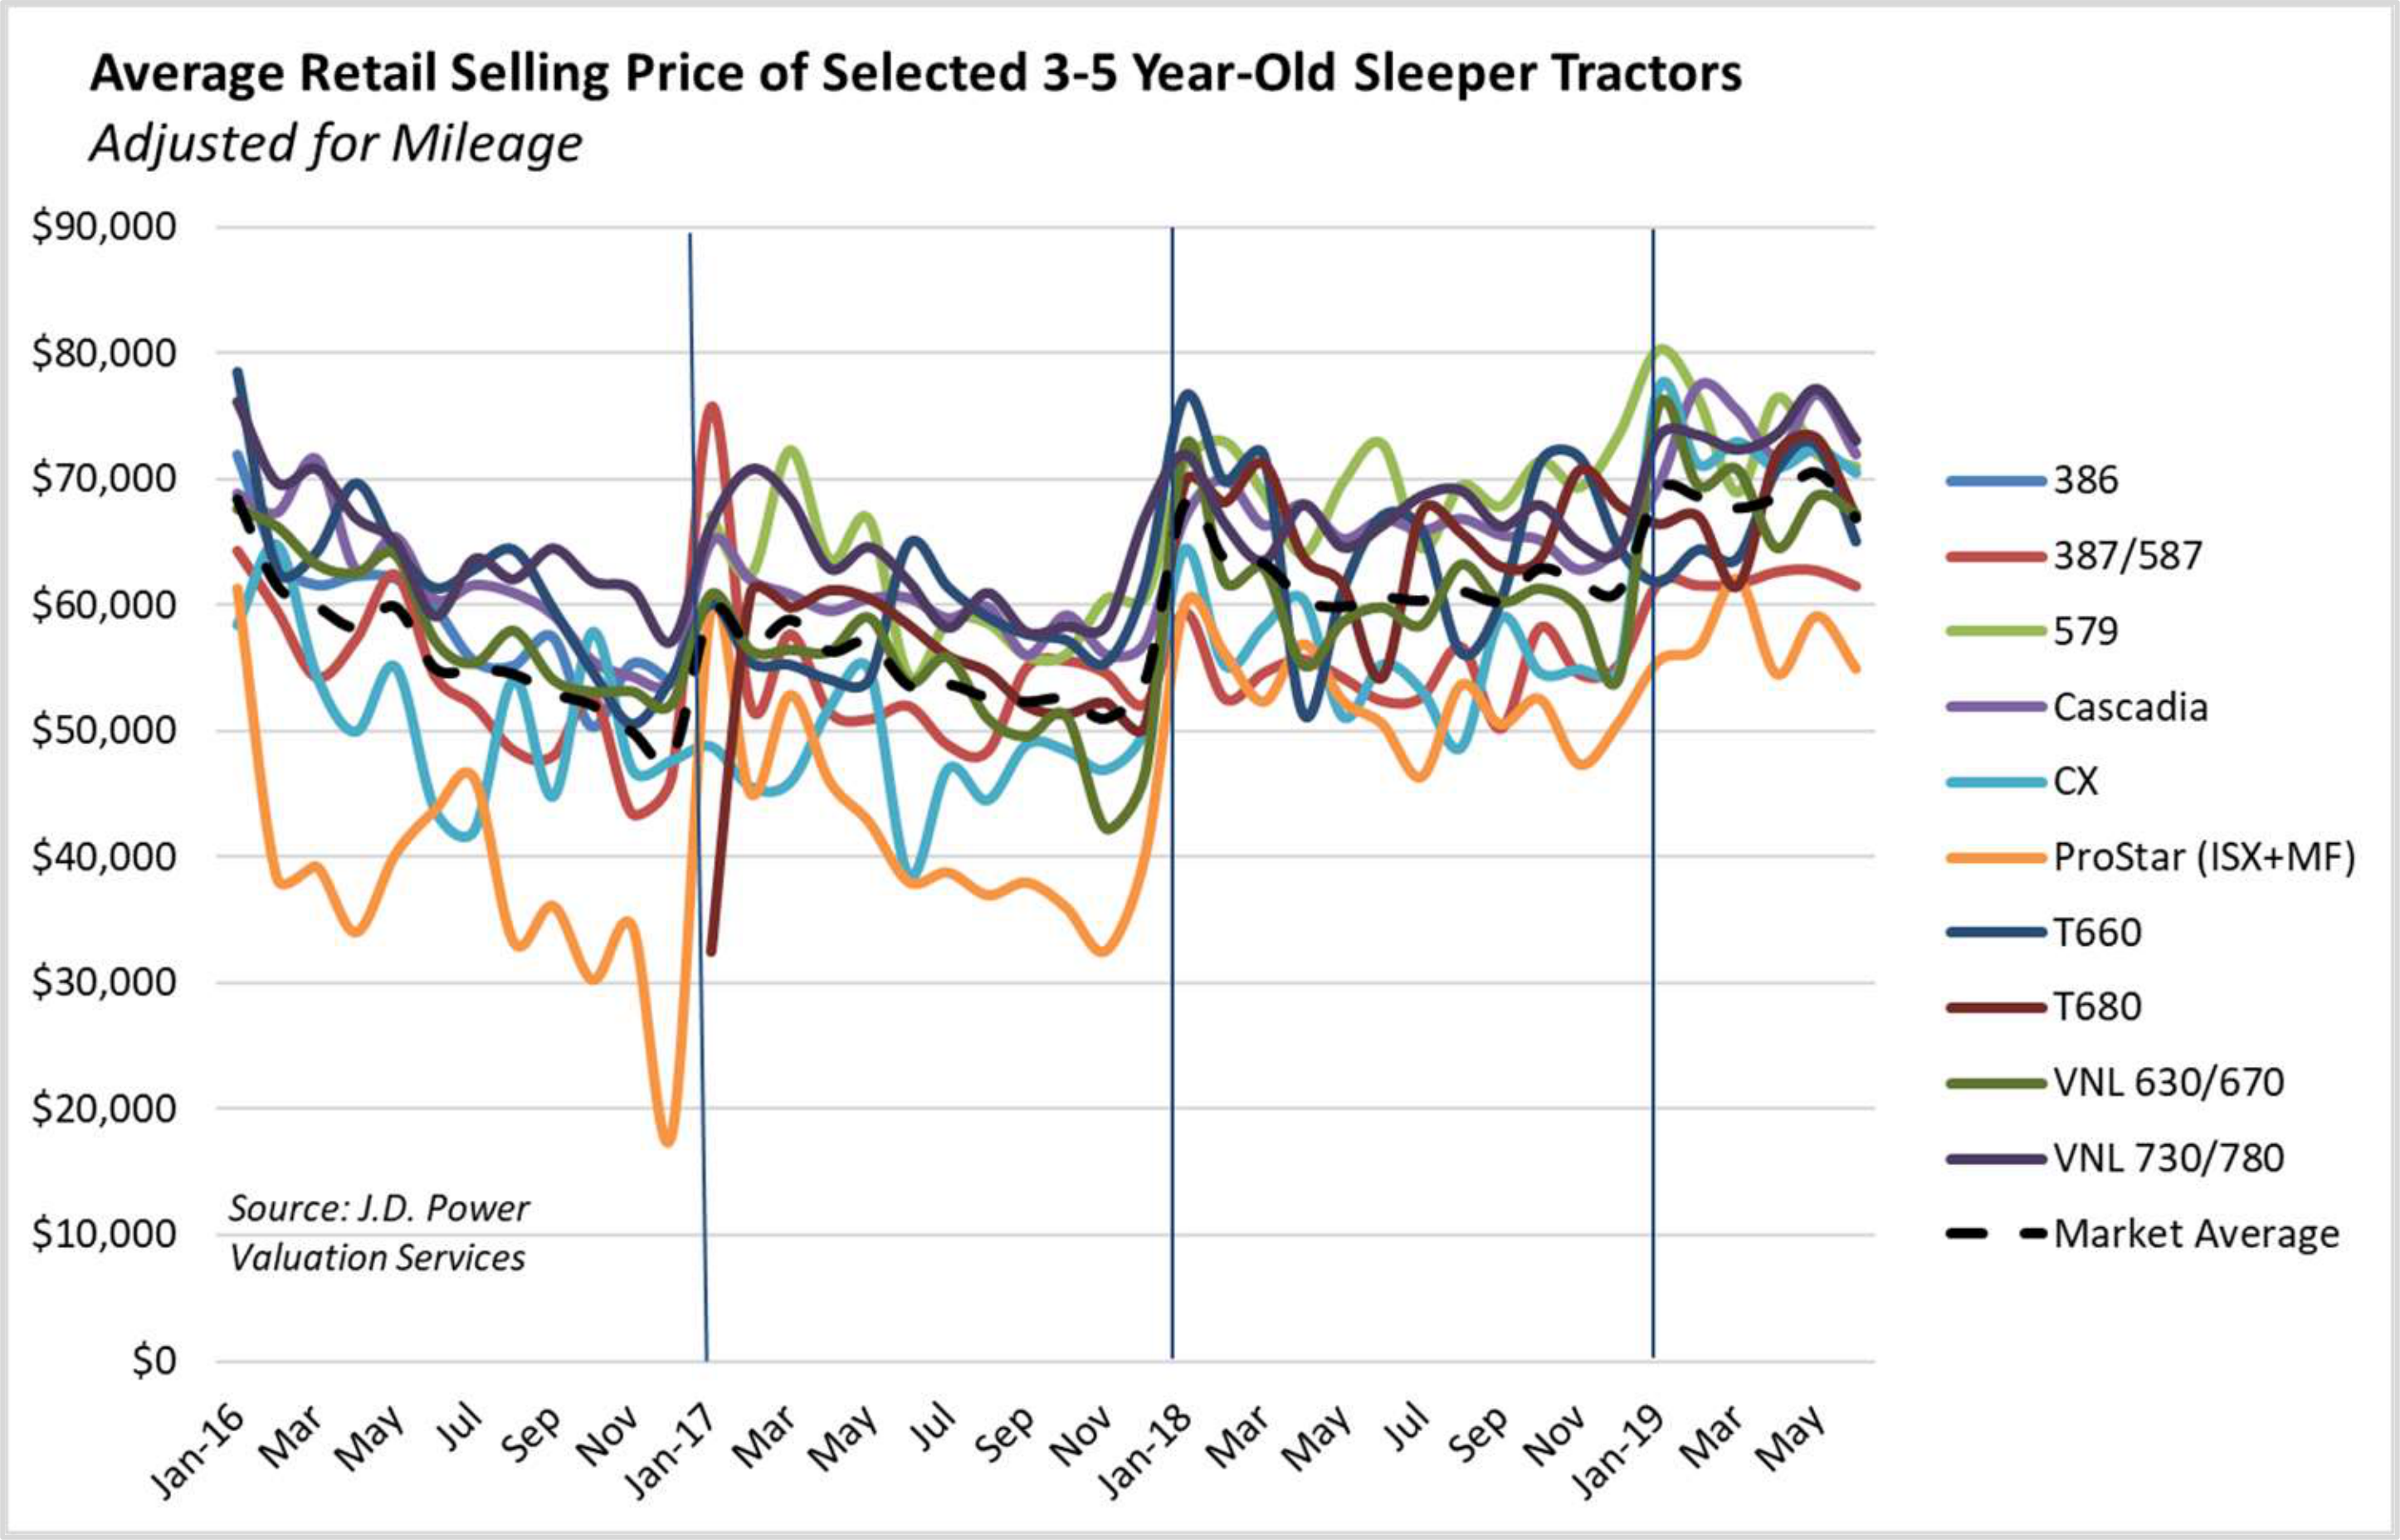 Average Retail Selling Price of Selected 3-5 Year-Old Sleeper Tractors
Adjusted for Mileage
$90,000
$80,000
$70,000
$60,000
$50,000
$40,000
$30,000
$20,000
$10,000
$0
Source: J.D. Power
Valuation Services
Jan-16
Mar
May
Jul
Sep
Nov
Jan-17
Mar
May
Jul
Sep
Nov
Jan-18
Mar
May
Jul
Sep
Nov
Jan-19
Mar
May
386
387/587
579
Cascadia
CX
ProStar (ISX+MF)
T660
T680
VNL 630/670
VNL 730/780
Market Average